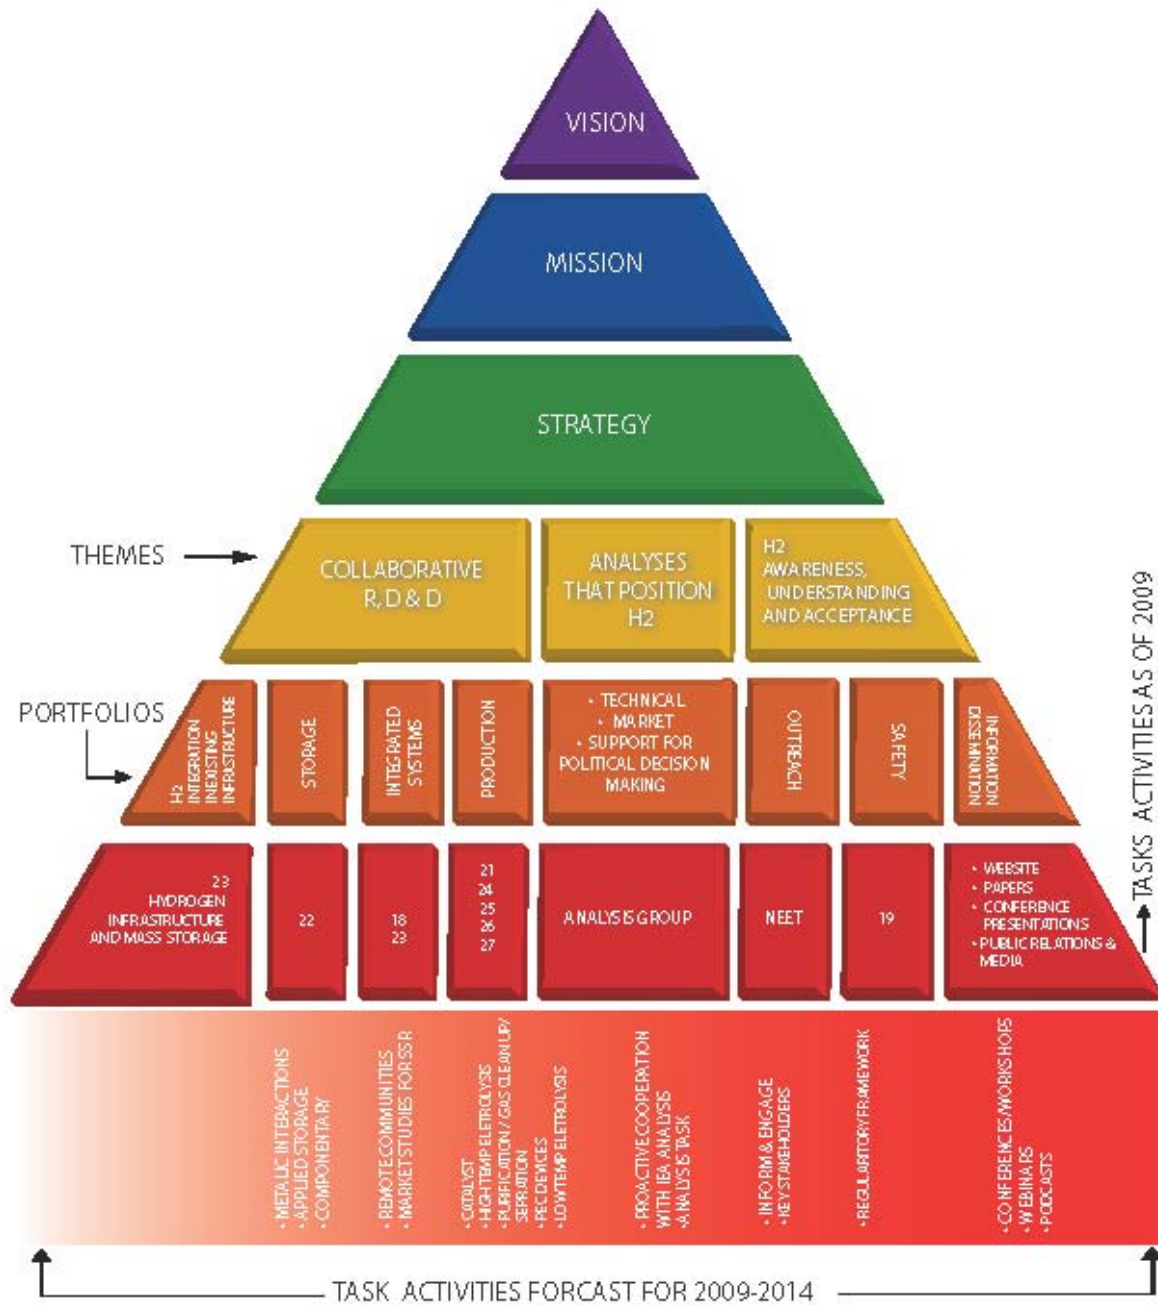 VISION
MISSION
STRATEGY
THEMES
COLLABORATIVE
R, D & D
ANALYSES
THAT POSITION
H2
H2
AWARENESS,
UNDERSTANDING
AND ACCEPTANCE
PORTFOLIOS
H2
INTEGRATION
INEXISTING
INFRASTRUCTURE
STORAGE
INTEGRATED
SYSTEMS
PRODUCTION
• TECHNICAL
• MARKET
• SUPPORT FOR
POLITICAL DECISION
MAKING
OUTREACH
SAFETY
INFORMATION
DISSEMINATION
TASKS ACTIVITIES AS OF 2009
23
HYDROGEN
INFRASTRUCTURE
AND MASS STORAGE
22
18
23
21
24
25
26
27
ANALYSIS GROUP
NEET
19
• WEBSITE
• PAPERS
• CONFERENCE
PRESENTATIONS
• PUBLIC RELATIONS &
MEDIA
• METALLIC INTERACTIONS
• APPLIED STORAGE
• COMPONENTARY
• REMOTE COMMUNITIES
• MARKET STUDIES FOR SS R
• CATALYST
• HIGH TEMP ELETROLYSIS
• PURIFICATION / GAS CLEAN UP/
SEPRATION
• PEC DEVICES
• LOW TEMP ELETROLYSIS
• PROACTIVE COOPERATION
WITH IEA ANALYSIS
• ANALYSIS TASK
• INFORM & ENGAGE
• KEY STAKEHOLDERS
• REGULARTORY FRAMEWORK
• CONFERENCES/WORKSHOPS
• WEBINARS
• PODCASTS
TASK ACTIVITIES FORCAST FOR 2009-2014